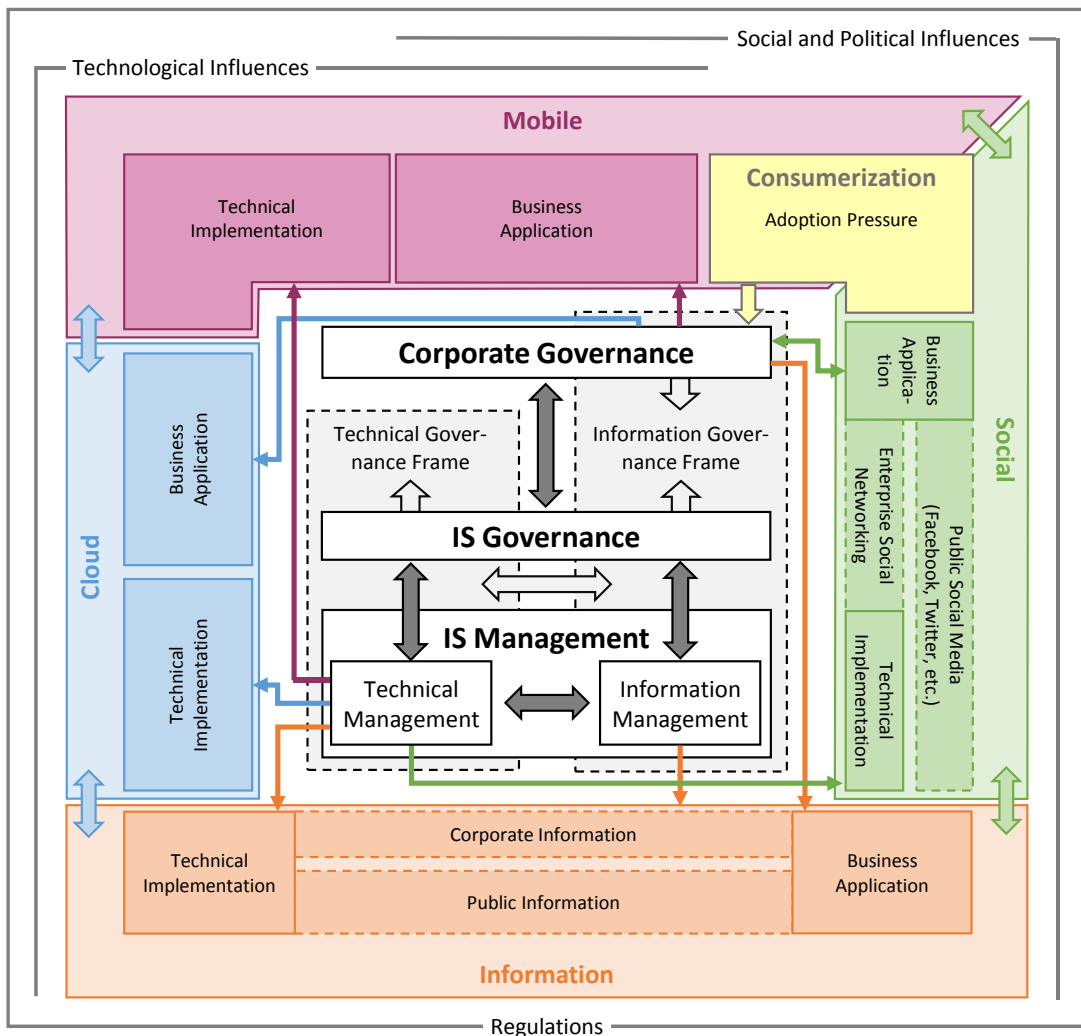 Social and Political Influences
Technological Influences
Mobile
Technical
Implementation
Business
Application
Consumerization
Adoption Pressure
Corporate Governance
Technical Gover-
nance Frame
Information Gover-
nance Frame
IS Governance
IS Management
Technical
Management
Information
Management
Cloud
Business
Application
Technical
Implementation
Social
Business
Applica-
tion
Enterprise Social
Networking
Public Social Media
(Facebook, Twitter, etc.)
Technical
Implementation
Technical
Implementation
Corporate Information
Public Information
Business
Application
Information
Regulations